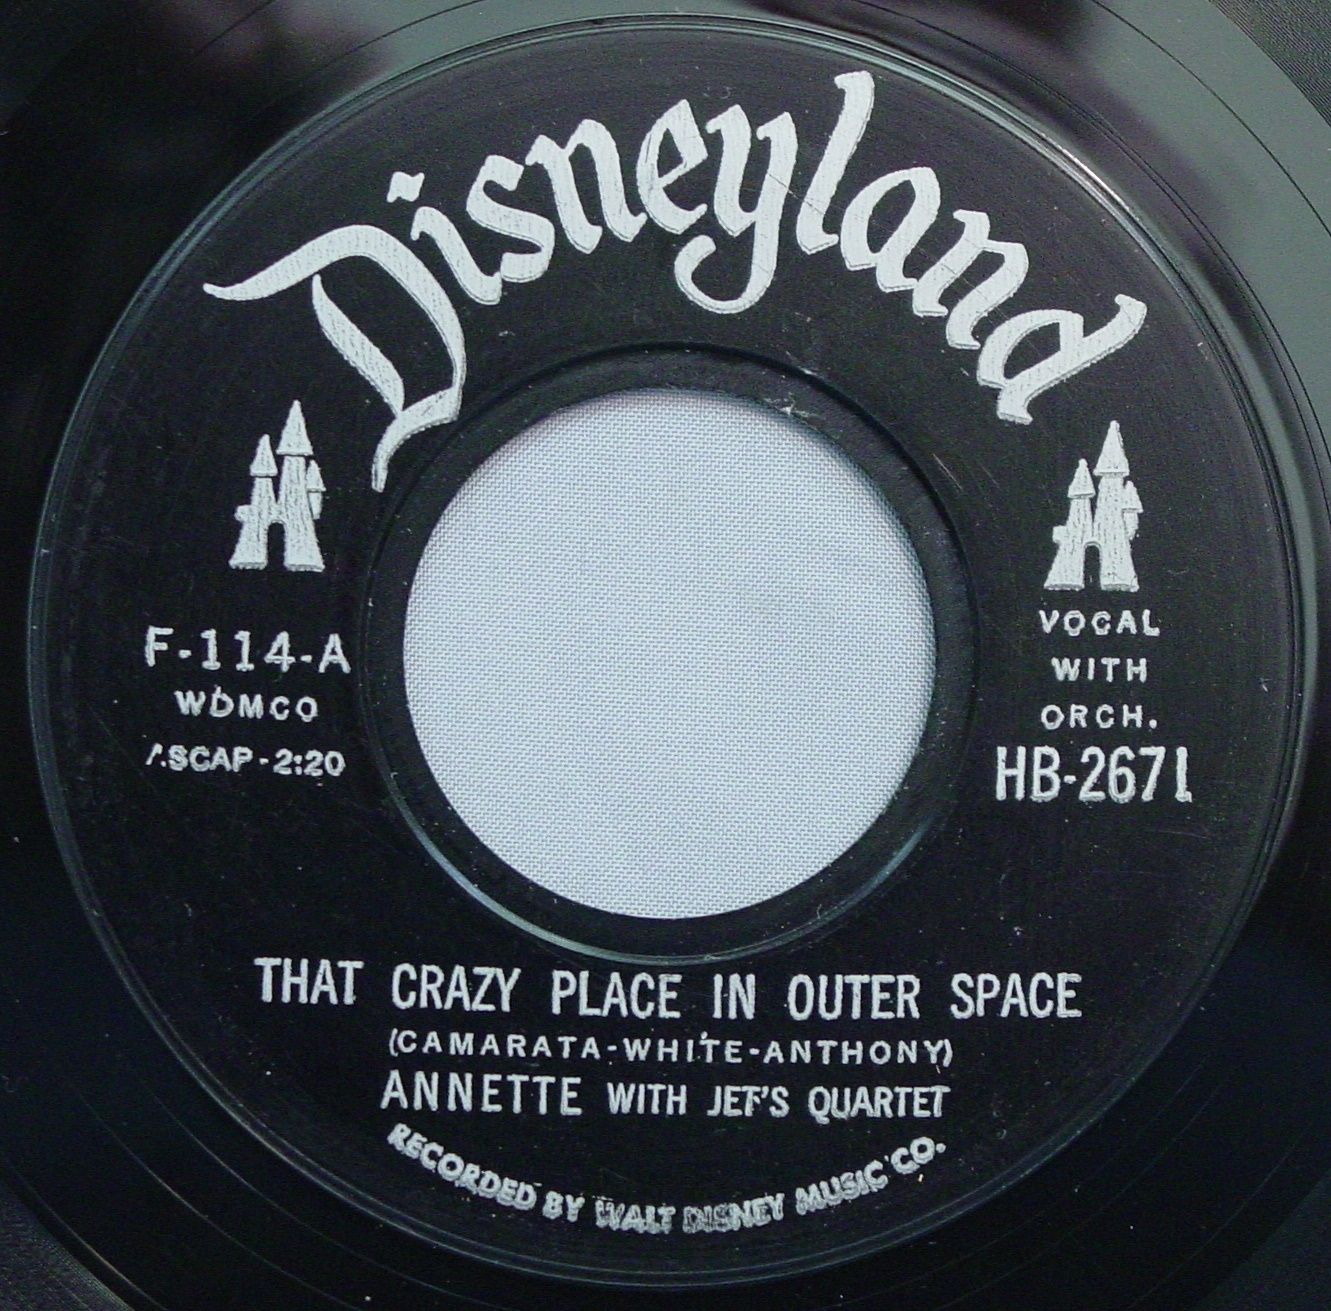 Disneyland
F-114-A
WDMCO
ASCAP-2:20
VOCAL
WITH
ORCH.
HB-2671
THAT CRAZY PLACE IN OUTER SPACE
(CAMARATA-WHITE-ANTHONY)
ANNETTE WITH JEF'S QUARTET
RECORDED BY WALT DISNEY MUSIC CO.